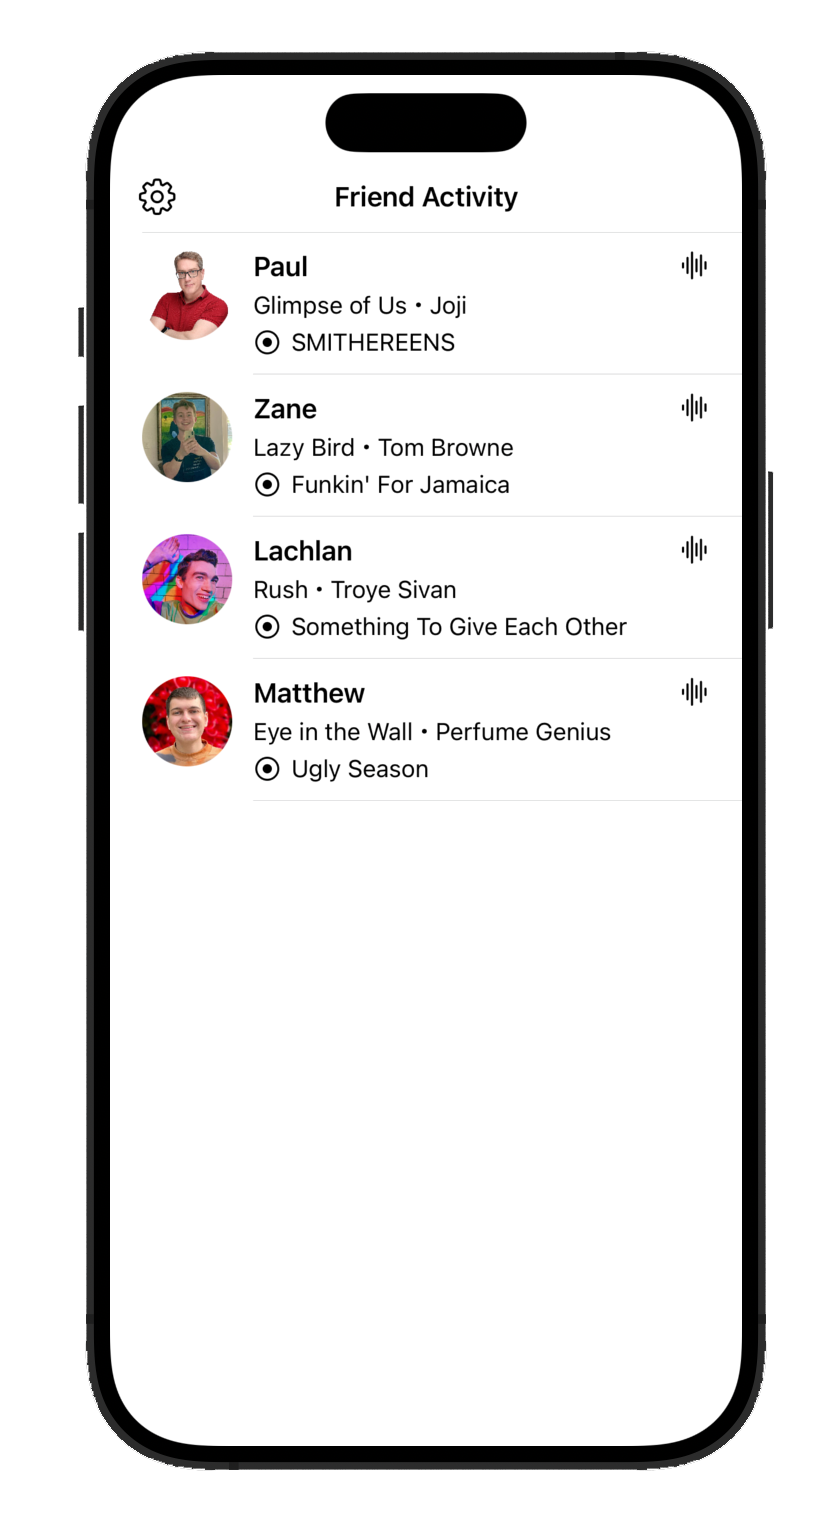 Friend Activity
Paul
Glimpse of Us • Joji
SMITHEREENS
Zane
Lazy Bird • Tom Browne
Funkin' For Jamaica
Lachlan
Rush • Troye Sivan
Something To Give Each Other
Matthew
Eye in the Wall • Perfume Genius
Ugly Season